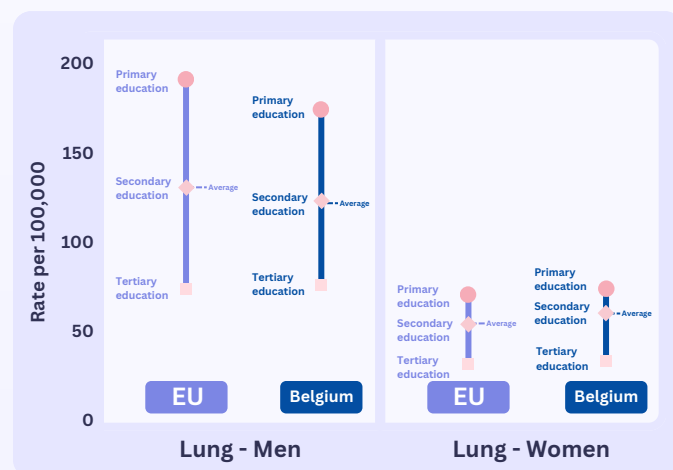 Rate per 100,000
200
150
100
50
0
Primary
education
Secondary
education
Average
Tertiary
education
EU
Primary
education
Secondary
education
Average
Tertiary
education
Belgium
Lung - Men
Primary
education
Secondary
education
Average
Tertiary
education
EU
Primary
education
Secondary
education
Average
Tertiary
education
Belgium
Lung - Women